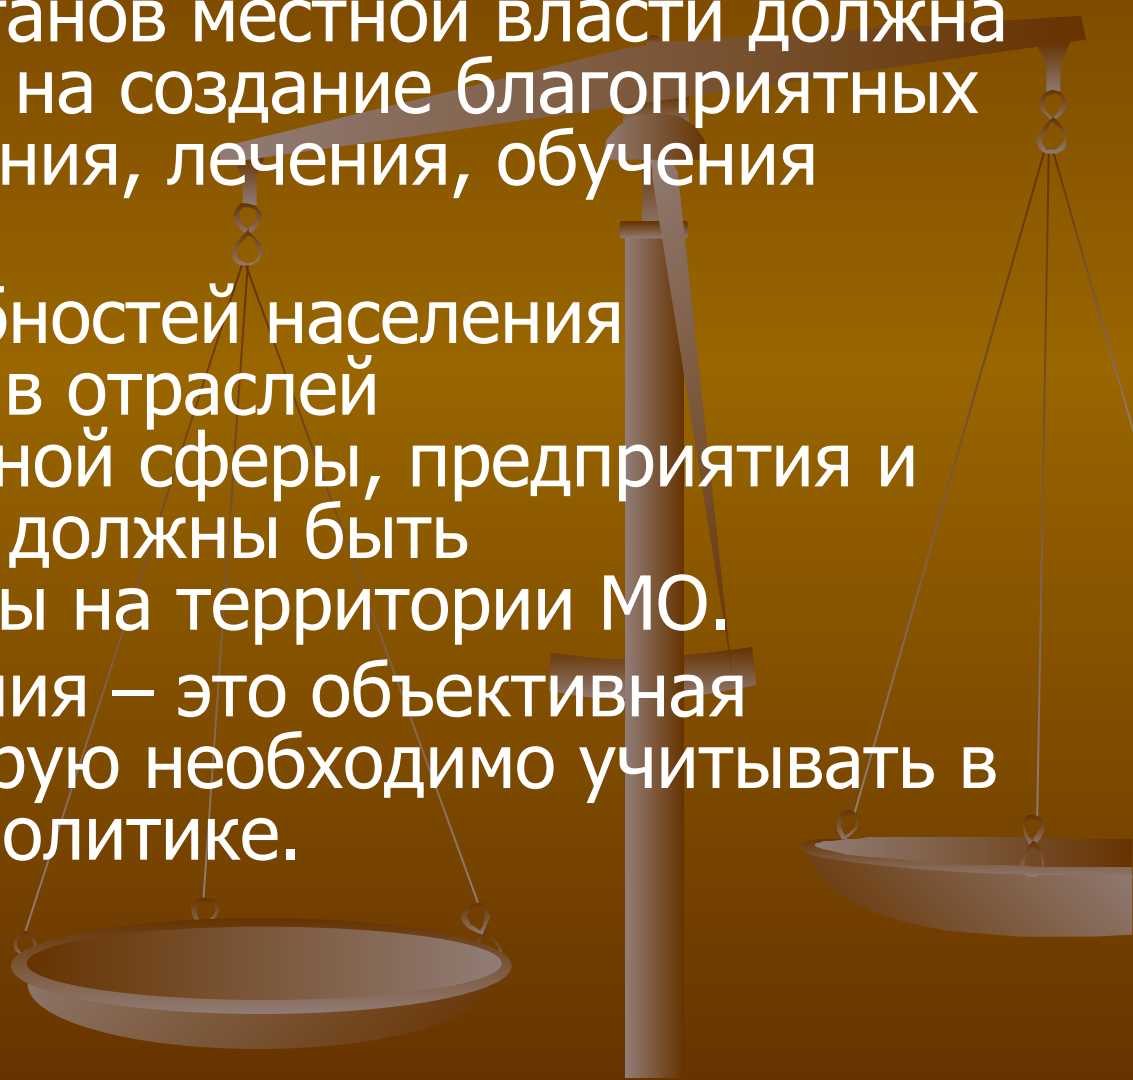 танов местной власти должна
на создание благоприятных
ния, лечения, обучения
бностей населения
в отраслей
ной сферы, предприятия и
должны быть
ы на территории МО.
ния – это объективная
рую необходимо учитывать в
олитике.